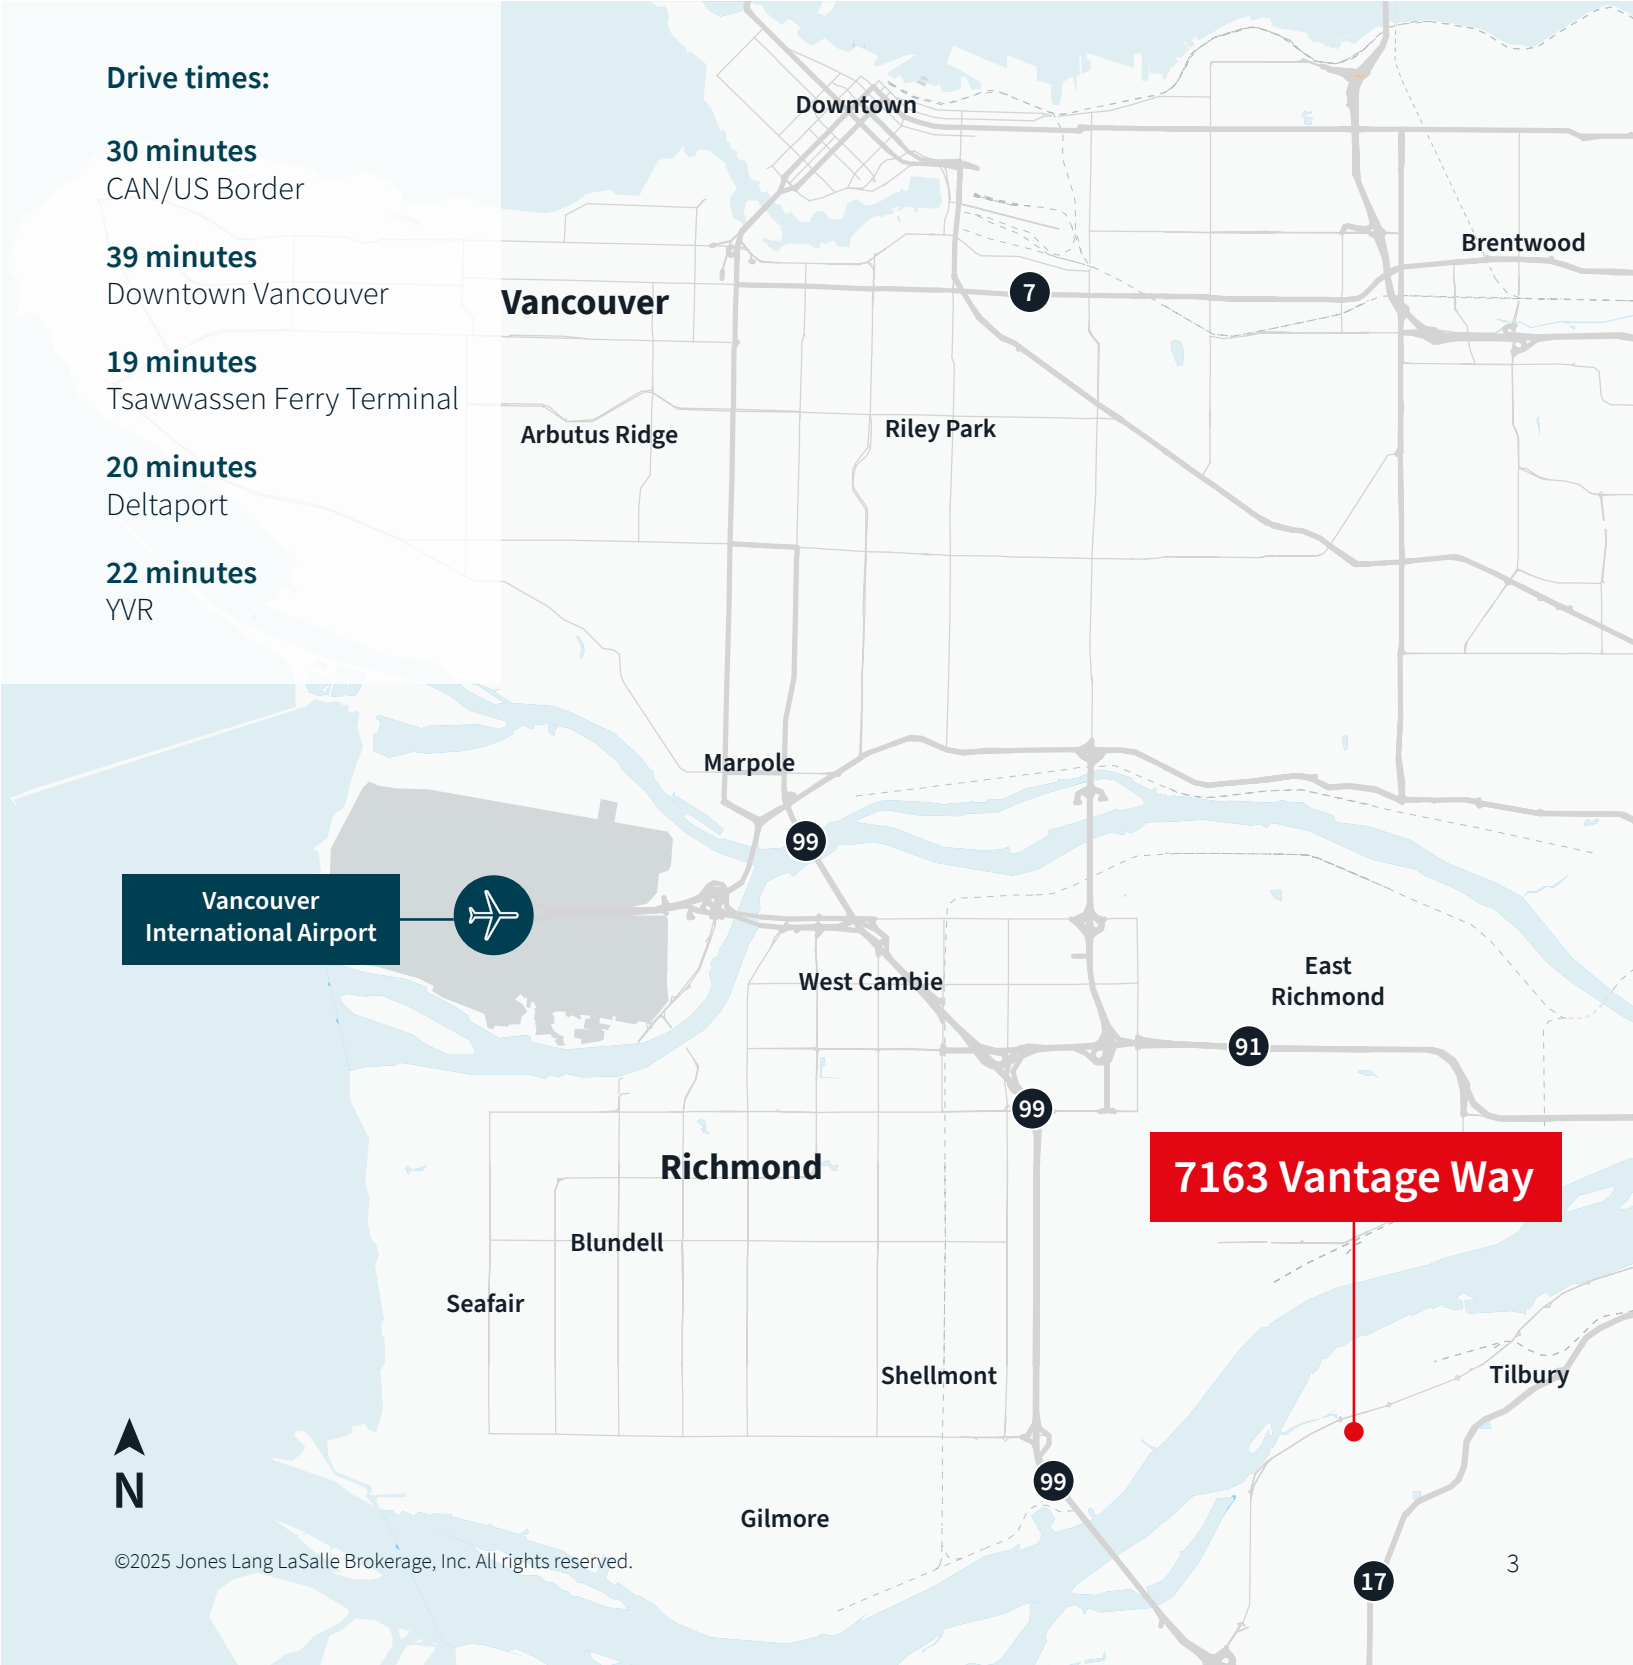 Drive times:
30 minutes
CAN/US Border
39 minutes
Downtown Vancouver
19 minutes
Tsawwassen Ferry Terminal
20 minutes
Deltaport
22 minutes
YVR
Downtown
Brentwood
7
Vancouver
Riley Park
Arbutus Ridge
Marpole
99
Vancouver
International Airport
West Cambie
East
Richmond
91
99
7163 Vantage Way
Richmond
Blundell
Seafair
Shellmont
Tilbury
99
N
Gilmore
17
©2025 Jones Lang LaSalle Brokerage, Inc. All rights reserved.
3